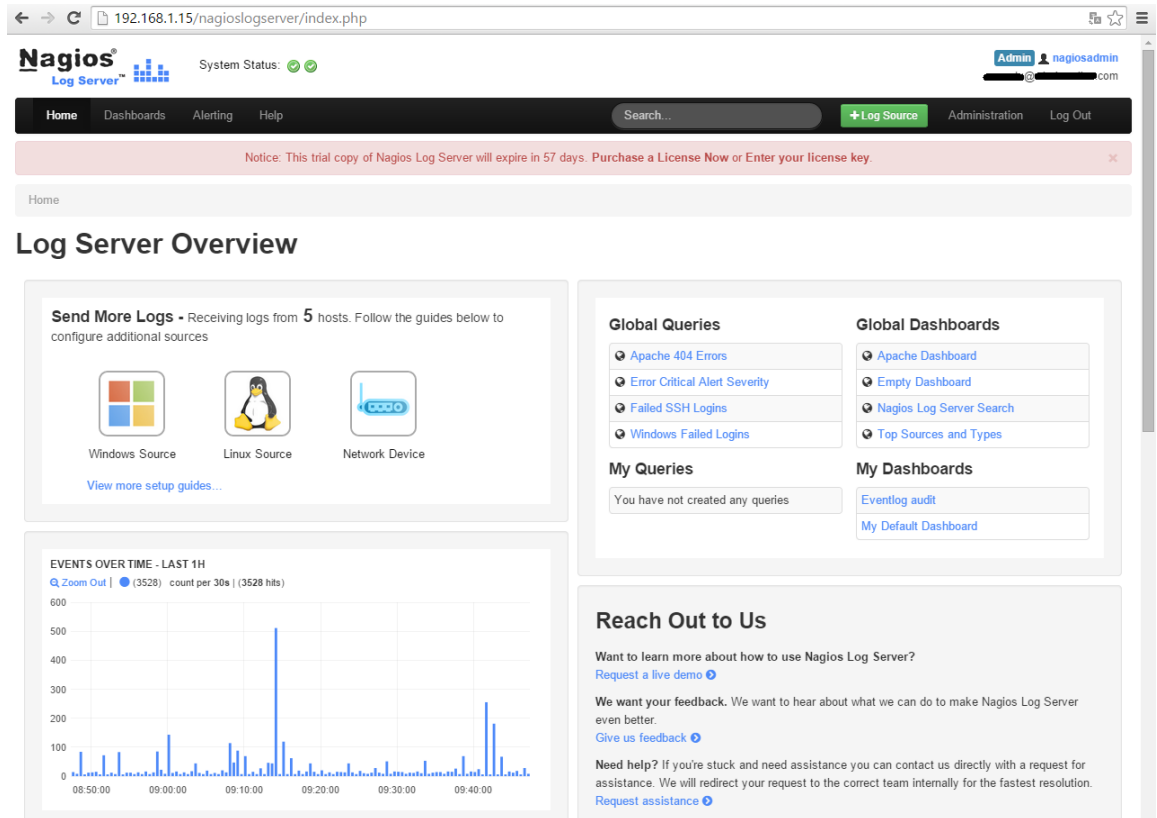 192.168.1.15/nagioslogserver/index.php
Nagios®
Log Server™
System Status:
Admin nagiosadmin
@ .com
Home Dashboards Alerting Help Search... +Log Source Administration Log Out
Notice: This trial copy of Nagios Log Server will expire in 57 days. Purchase a License Now or Enter your license key. ×
Home
Log Server Overview
Send More Logs - Receiving logs from 5 hosts. Follow the guides below to
configure additional sources
Windows Source Linux Source Network Device
View more setup guides...
Global Queries
Apache 404 Errors
Error Critical Alert Severity
Failed SSH Logins
Windows Failed Logins
Global Dashboards
Apache Dashboard
Empty Dashboard
Nagios Log Server Search
Top Sources and Types
My Queries
You have not created any queries
My Dashboards
Eventlog audit
My Default Dashboard
EVENTS OVER TIME - LAST 1H
Zoom Out | (3528) count per 30s | (3528 hits)
600
500
400
300
200
100
0
08:50:00 09:00:00 09:10:00 09:20:00 09:30:00 09:40:00
Reach Out to Us
Want to learn more about how to use Nagios Log Server?
Request a live demo
We want your feedback. We want to hear about what we can do to make Nagios Log Server
even better.
Give us feedback
Need help? If you're stuck and need assistance you can contact us directly with a request for
assistance. We will redirect your request to the correct team internally for the fastest resolution.
Request assistance